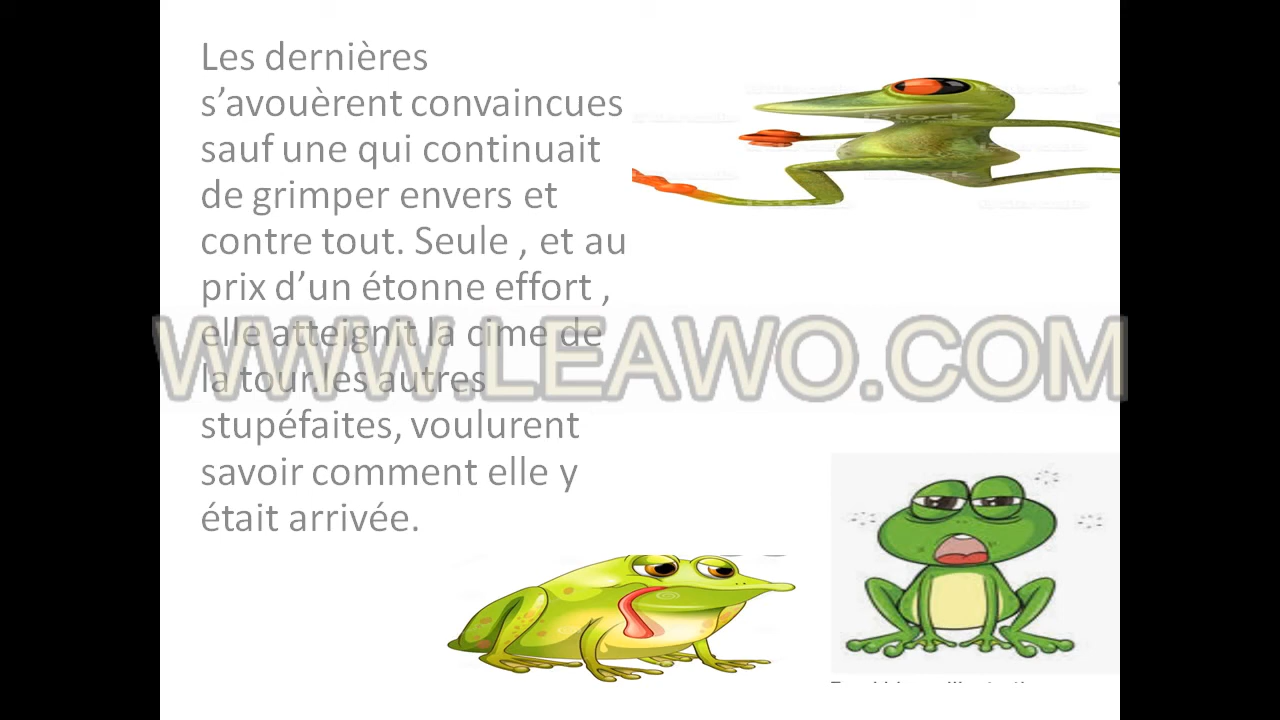 Les dernières
s’avouèrent convaincues
sauf une qui continuait
de grimper envers et
contre tout. Seule , et au
prix d’un étonne effort ,
elle atteignit la cime de
la tour.les autres
stupéfaites, voulurent
savoir comment elle y
était arrivée.
WWW.LEAWO.COM
iStock
iStock